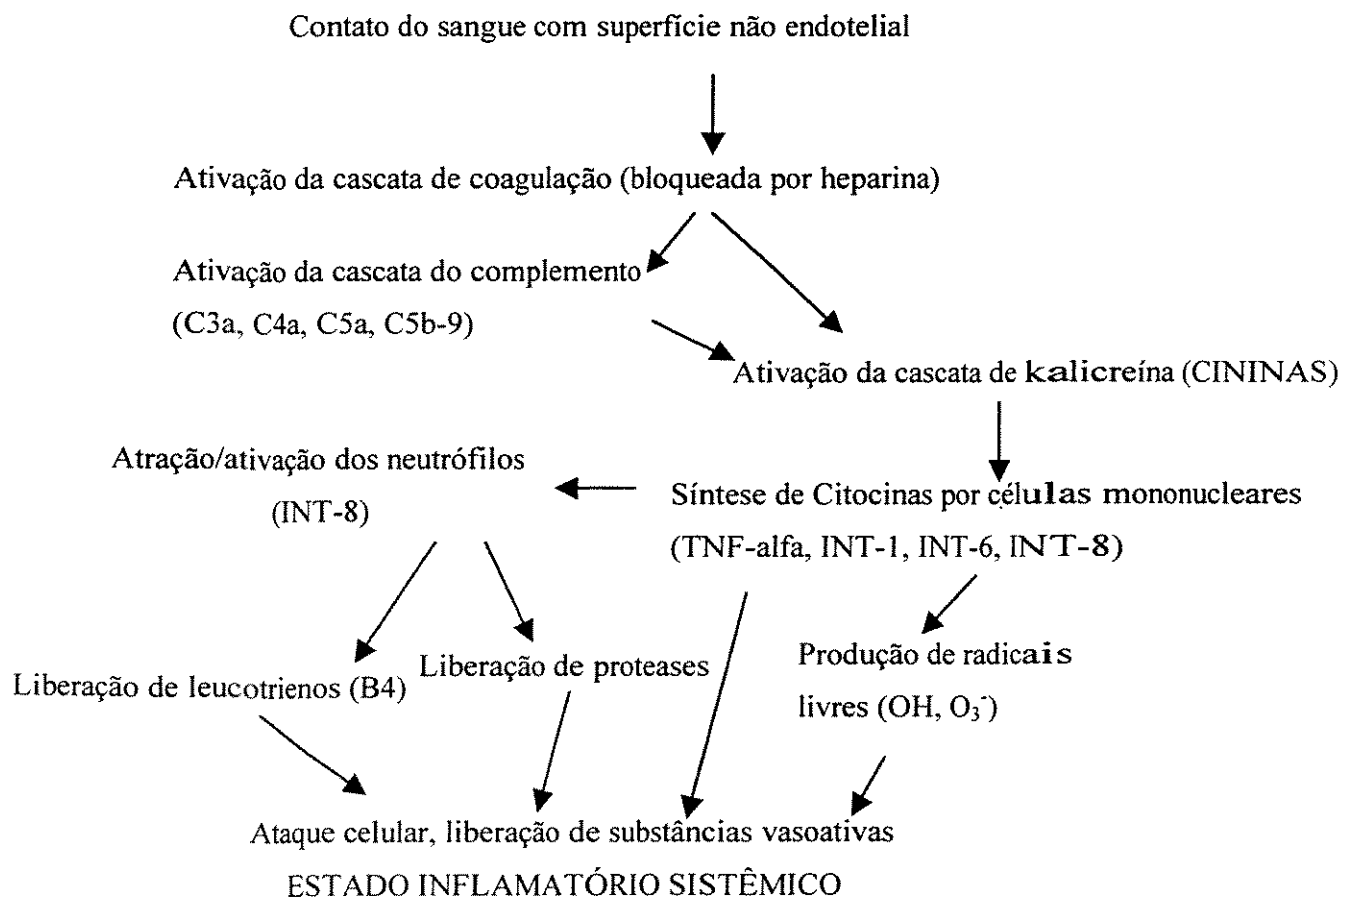 Contato do sangue com superfície não endotelial
Ativação da cascata de coagulação (bloqueada por heparina)
Ativação da cascata do complemento
(C3a, C4a, C5a, C5b-9)
Ativação da cascata de kalicreína (CININAS)
Atração/ativação dos neutrófilos
(INT-8)
Síntese de Citocinas por células mononucleares
(TNF-alfa, INT-1, INT-6, INT-8)
Liberação de leucotrienos (B4)
Liberação de proteases
Produção de radicais
livres (OH, O₃⁻)
Ataque celular, liberação de substâncias vasoativas
ESTADO INFLAMATÓRIO SISTÊMICO